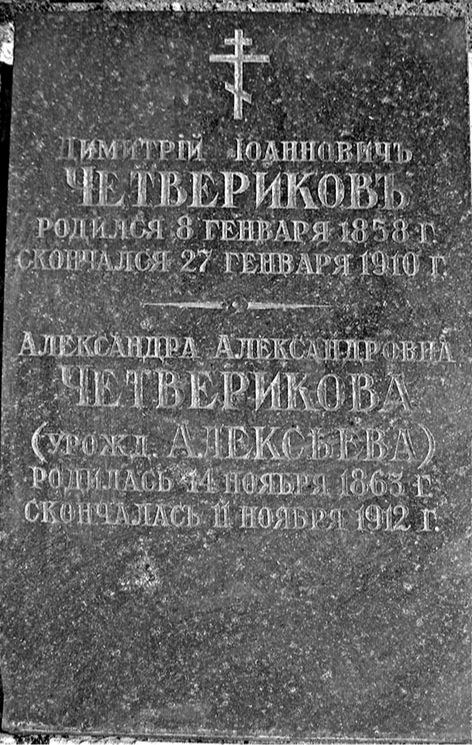 Димитрій Іоанновичъ
ЧЕТВЕРИКОВЪ
родился 8 генваря 1858 г.
скончался 27 генваря 1910 г.
Александра Александровна
ЧЕТВЕРИКОВА
(урожд. АЛЕКСѢЕВА)
родилась 14 ноября 1863 г.
скончалась 11 ноября 1912 г.